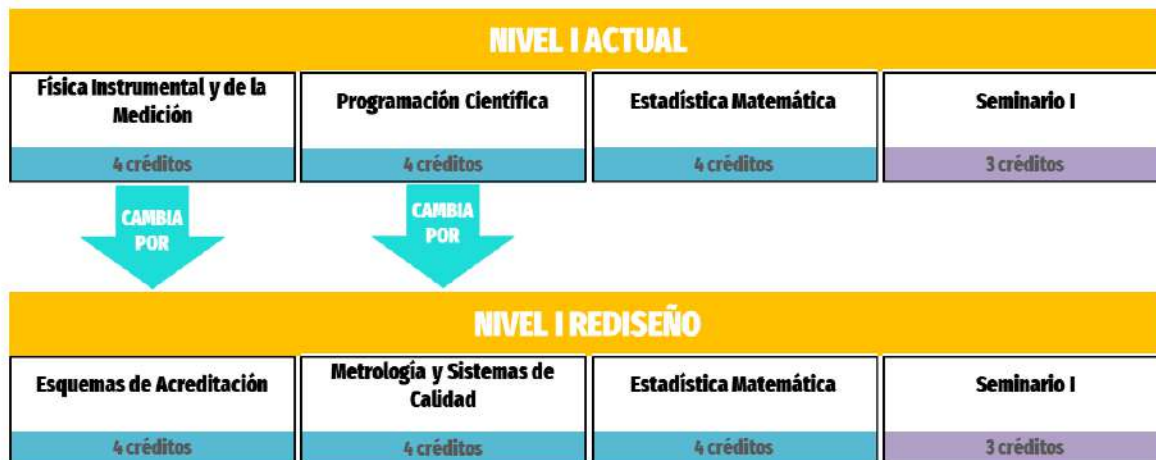 NIVEL I ACTUAL
Física Instrumental y de la
Medición
4 créditos
Programación Científica
4 créditos
Estadística Matemática
4 créditos
Seminario I
3 créditos
CAMBIA
POR
CAMBIA
POR
NIVEL I REDISEÑO
Esquemas de Acreditación
4 créditos
Metrología y Sistemas de
Calidad
4 créditos
Estadística Matemática
4 créditos
Seminario I
3 créditos